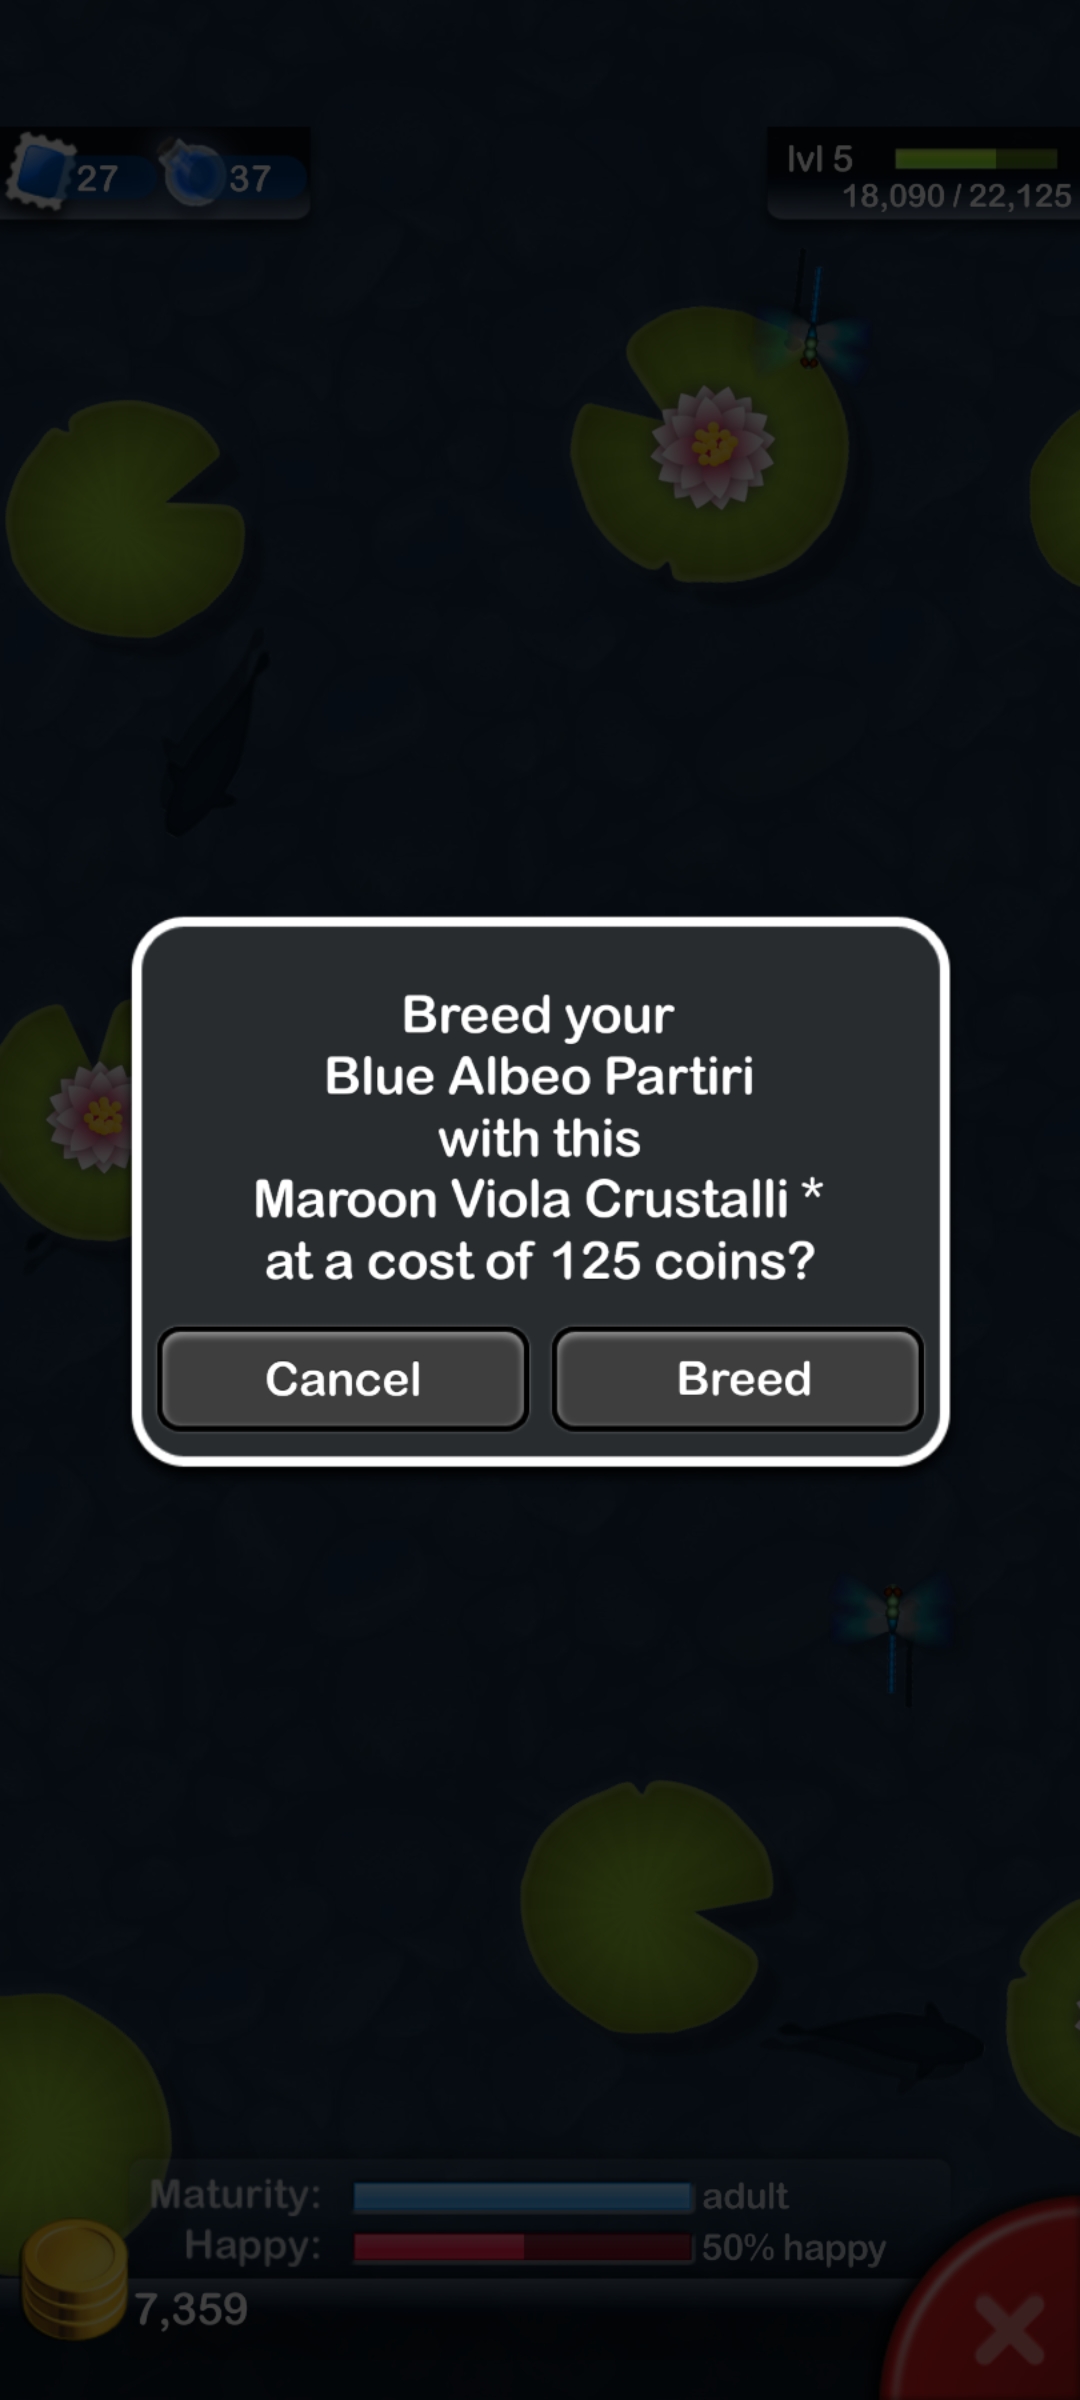 27 37
lvl 5
18,090 / 22,125
Breed your
Blue Albeo Partiri
with this
Maroon Viola Crustalli *
at a cost of 125 coins?
Cancel Breed
Maturity: adult
Happy: 50% happy
7,359